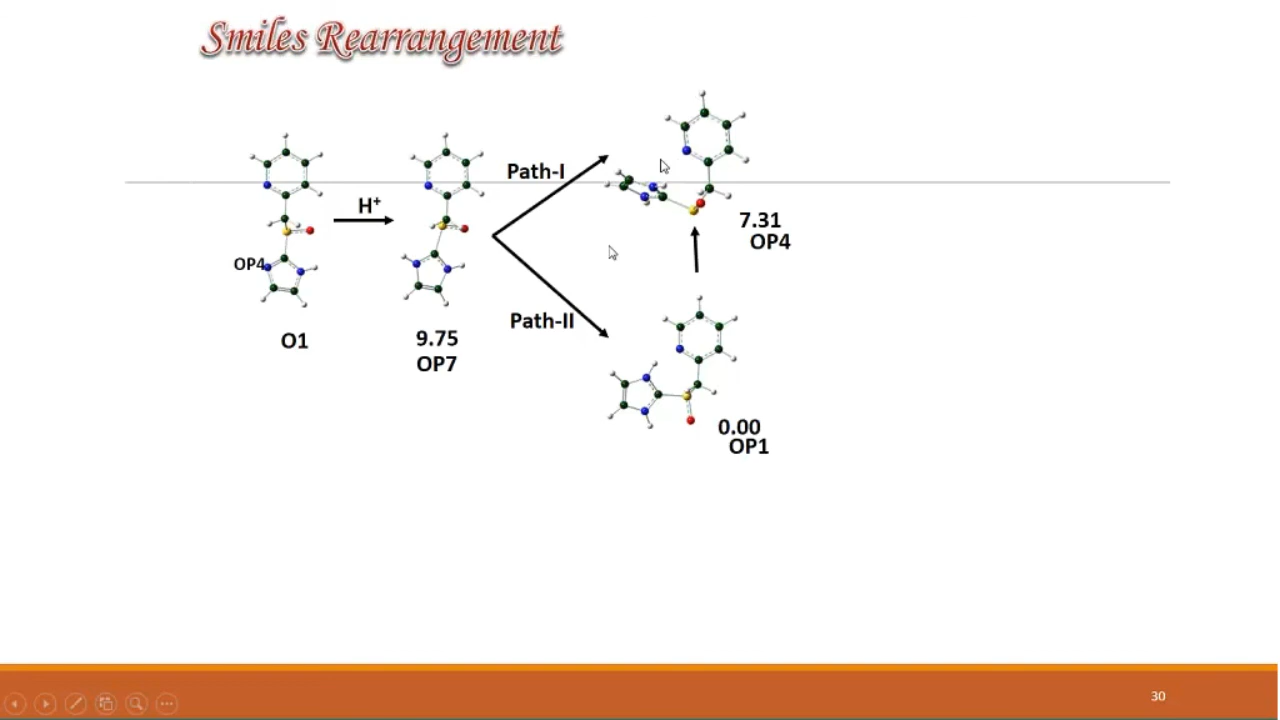 Smiles Rearrangement
H⁺
Path-I
OP4
O1
9.75
OP7
Path-II
7.31
OP4
0.00
OP1
30